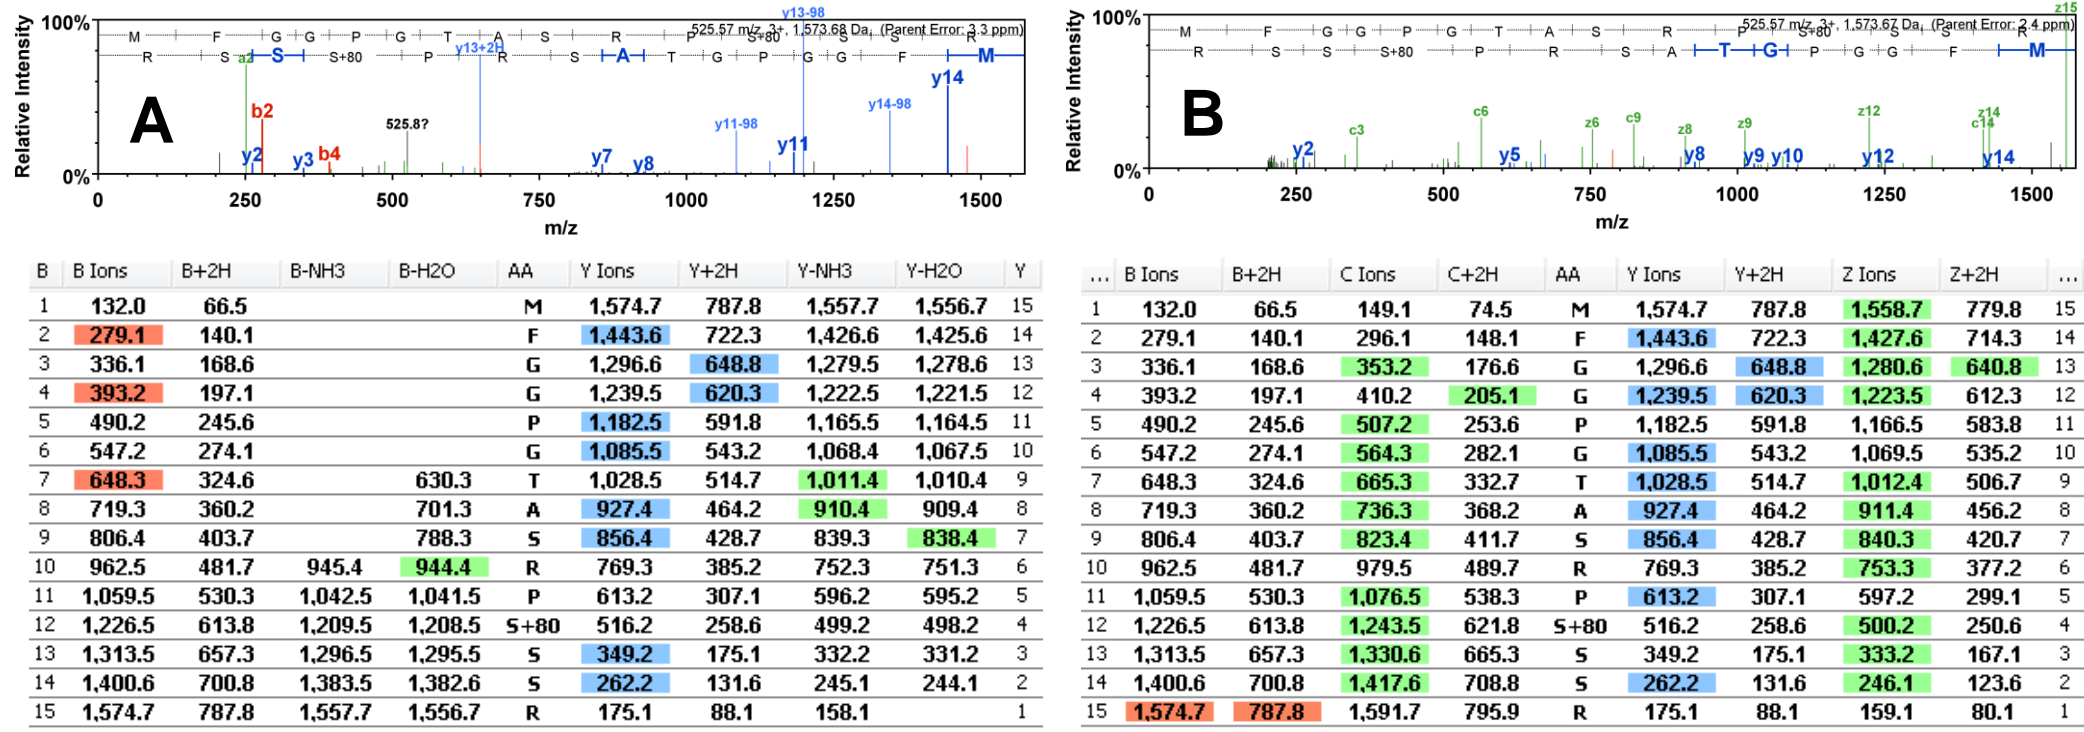 A
Relative Intensity
100%
0%
525.57 m/z, 3+, 1,573.68 Da, (Parent Error: 3.3 ppm)
M F G G P G T A S R P S+80 S S R
R S S S+80 P R S A T G P G G F M
y13-98
y13+2H
a2
b2
y2
y3
b4
525.8?
y7
y8
y11-98
y11
y14-98
y14
0 250 500 750 1000 1250 1500
m/z
B B Ions B+2H B-NH3 B-H2O AA Y Ions Y+2H Y-NH3 Y-H2O Y
1 132.0 66.5 M 1,574.7 787.8 1,557.7 1,556.7 15
2 279.1 140.1 F 1,443.6 722.3 1,426.6 1,425.6 14
3 336.1 168.6 G 1,296.6 648.8 1,279.5 1,278.6 13
4 393.2 197.1 G 1,239.5 620.3 1,222.5 1,221.5 12
5 490.2 245.6 P 1,182.5 591.8 1,165.5 1,164.5 11
6 547.2 274.1 G 1,085.5 543.2 1,068.4 1,067.5 10
7 648.3 324.6 630.3 T 1,028.5 514.7 1,011.4 1,010.4 9
8 719.3 360.2 701.3 A 927.4 464.2 910.4 909.4 8
9 806.4 403.7 788.3 S 856.4 428.7 839.3 838.4 7
10 962.5 481.7 945.4 944.4 R 769.3 385.2 752.3 751.3 6
11 1,059.5 530.3 1,042.5 1,041.5 P 613.2 307.1 596.2 595.2 5
12 1,226.5 613.8 1,209.5 1,208.5 S+80 516.2 258.6 499.2 498.2 4
13 1,313.5 657.3 1,296.5 1,295.5 S 349.2 175.1 332.2 331.2 3
14 1,400.6 700.8 1,383.5 1,382.6 S 262.2 131.6 245.1 244.1 2
15 1,574.7 787.8 1,557.7 1,556.7 R 175.1 88.1 158.1 1
B
Relative Intensity
100%
0%
525.57 m/z, 3+, 1,573.67 Da, (Parent Error: 2.4 ppm)
M F G G P G T A S R P S+80 S S R
R S S S+80 P R S A T G P G G F M
z15
y2
c3
c6
y5
z6
c9
z8
y8
z9
y9
y10
z12
y12
z14
c14
y14
0 250 500 750 1000 1250 1500
m/z
... B Ions B+2H C Ions C+2H AA Y Ions Y+2H Z Ions Z+2H ...
1 132.0 66.5 149.1 74.5 M 1,574.7 787.8 1,558.7 779.8 15
2 279.1 140.1 296.1 148.1 F 1,443.6 722.3 1,427.6 714.3 14
3 336.1 168.6 353.2 176.6 G 1,296.6 648.8 1,280.6 640.8 13
4 393.2 197.1 410.2 205.1 G 1,239.5 620.3 1,223.5 612.3 12
5 490.2 245.6 507.2 253.6 P 1,182.5 591.8 1,166.5 583.8 11
6 547.2 274.1 564.3 282.1 G 1,085.5 543.2 1,069.5 535.2 10
7 648.3 324.6 665.3 332.7 T 1,028.5 514.7 1,012.4 506.7 9
8 719.3 360.2 736.3 368.2 A 927.4 464.2 911.4 456.2 8
9 806.4 403.7 823.4 411.7 S 856.4 428.7 840.3 420.7 7
10 962.5 481.7 979.5 489.7 R 769.3 385.2 753.3 377.2 6
11 1,059.5 530.3 1,076.5 538.3 P 613.2 307.1 597.2 299.1 5
12 1,226.5 613.8 1,243.5 621.8 S+80 516.2 258.6 500.2 250.6 4
13 1,313.5 657.3 1,330.6 665.3 S 349.2 175.1 333.2 167.1 3
14 1,400.6 700.8 1,417.6 708.8 S 262.2 131.6 246.1 123.6 2
15 1,574.7 787.8 1,591.7 795.9 R 175.1 88.1 159.1 80.1 1